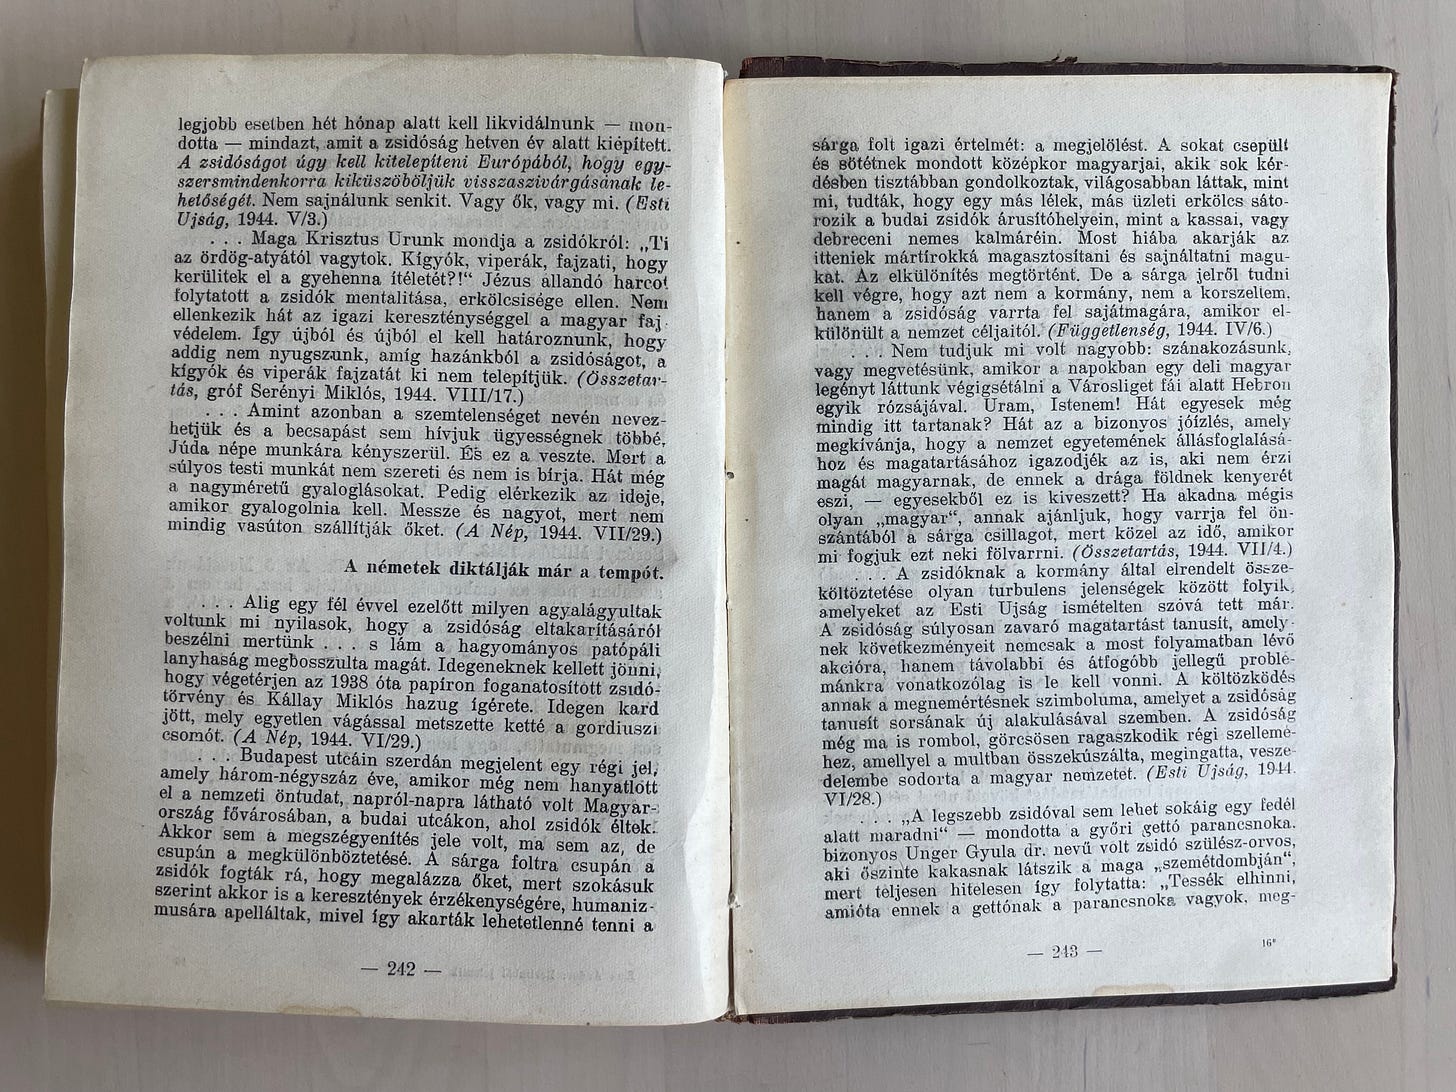 legjobb esetben hét hónap alatt kell likvidálnunk — mon-
dotta — mindazt, amit a zsidóság hetven év alatt kiépített.
A zsidóságot úgy kell kitelepíteni Európából, hogy egy-
szersmindenkorra kiküszöböljük visszaszivárgásának le-
hetőségét. Nem sajnálunk senkit. Vagy ők, vagy mi. (Esti
Ujság, 1944. V/3.)
. . . Maga Krisztus Urunk mondja a zsidókról: „Ti
az ördög-atyától vagytok. Kígyók, viperák, fajzati, hogy
kerülitek el a gyehenna ítéletét?!“ Jézus állandó harcot
folytatott a zsidók mentalitása, erkölcsisége ellen. Nem
ellenkezik hát az igazi kereszténységgel a magyar faj-
védelem. Így újból és újból el kell határoznunk, hogy
addig nem nyugszunk, amíg hazánkból a zsidóságot, a
kígyók és viperák fajzatát ki nem telepítjük. (Összetar-
tás, gróf Serényi Miklós, 1944. VIII/17.)
. . . Amint azonban a szemtelenséget nevén nevez-
hetjük és a becsapást sem hívjuk ügyességnek többé,
Júda népe munkára kényszerül. És ez a veszte. Mert a
súlyos testi munkát nem szereti és nem is bírja. Hát még
a nagyméretű gyaloglásokat. Pedig elérkezik az ideje,
amikor gyalogolnia kell. Messze és nagyot, mert nem
mindig vasúton szállítják őket. (A Nép, 1944. VII/29.)
A németek diktálják már a tempót.
. . . Alig egy fél évvel ezelőtt milyen agyalágyultak
voltunk mi nyilasok, hogy a zsidóság eltakarításáról
beszélni mertünk . . . s lám a hagyományos patópáli
lanyhaság megbosszulta magát. Idegeneknek kellett jönni,
hogy végetérjen az 1938 óta papíron foganatosított zsidó-
törvény és Kállay Miklós hazug ígérete. Idegen kard
jött, mely egyetlen vágással metszette ketté a gordiuszi
csomót. (A Nép, 1944. VI/29.)
. . . Budapest utcáin szerdán megjelent egy régi jel,
amely három-négyszáz éve, amikor még nem hanyatlott
el a nemzeti öntudat, napról-napra látható volt Magyar-
ország fővárosában, a budai utcákon, ahol zsidók éltek.
Akkor sem a megszégyenítés jele volt, ma sem az, de
csupán a megkülönböztetésé. A sárga foltra csupán a
zsidók fogták rá, hogy megalázza őket, mert szokásuk
szerint akkor is a keresztények érzékenységére, humaniz-
musára apelláltak, mivel így akarták lehetetlenné tenni a
— 242 —
sárga folt igazi értelmét: a megjelölést. A sokat csepült
és sötétnek mondott középkor magyarjai, akik sok kér-
désben tisztábban gondolkoztak, világosabban láttak, mint
mi, tudták, hogy egy más lélek, más üzleti erkölcs sáto-
rozik a budai zsidók árusítóhelyein, mint a kassai, vagy
debreceni nemes kalmáréin. Most hiába akarják az
itteniek mártírokká magasztosítani és sajnáltatni magu-
kat. Az elkülönítés megtörtént. De a sárga jelről tudni
kell végre, hogy azt nem a kormány, nem a korszellem,
hanem a zsidóság varrta fel sajátmagára, amikor el-
különült a nemzet céljaitól. (Függetlenség, 1944. IV/6.)
. . . Nem tudjuk mi volt nagyobb: szánakozásunk,
vagy megvetésünk, amikor a napokban egy deli magyar
legényt láttunk végigsétálni a Városliget fái alatt Hebron
egyik rózsájával. Uram, Istenem! Hát egyesek még
mindig itt tartanak? Hát az a bizonyos jóízlés, amely
megkívánja, hogy a nemzet egyetemének állásfoglalásá-
hoz és magatartásához igazodjék az is, aki nem érzi
magát magyarnak, de ennek a drága földnek kenyerét
eszi, — egyesekből ez is kiveszett? Ha akadna mégis
olyan „magyar“, annak ajánljuk, hogy varrja fel ön-
szántából a sárga csillagot, mert közel az idő, amikor
mi fogjuk ezt neki fölvarrni. (Összetartás, 1944. VII/4.)
. . . A zsidóknak a kormány által elrendelt össze-
költöztetése olyan turbulens jelenségek között folyik,
amelyeket az Esti Ujság ismételten szóvá tett már.
A zsidóság súlyosan zavaró magatartást tanusít, amely-
nek következményeit nemcsak a most folyamatban lévő
akcióra, hanem távolabbi és átfogóbb jellegű problé-
mánkra vonatkozólag is le kell vonni. A költözködés
annak a megnemértésnek szimboluma, amelyet a zsidóság
tanusít sorsának új alakulásával szemben. A zsidóság
még ma is rombol, görcsösen ragaszkodik régi szellemé-
hez, amellyel a multban összekúszálta, megingatta, vesze-
delembe sodorta a magyar nemzetet. (Esti Ujság, 1944.
VI/28.)
. . . „A legszebb zsidóval sem lehet sokáig egy fedél
alatt maradni“ — mondotta a győri gettó parancsnoka,
bizonyos Unger Gyula dr. nevű volt zsidó szülész-orvos,
aki őszinte kakasnak látszik a maga „szemétdombján“,
mert teljesen hitelesen így folytatta: „Tessék elhinni,
amióta ennek a gettónak a parancsnoka vagyok, meg-
— 243 —
16*